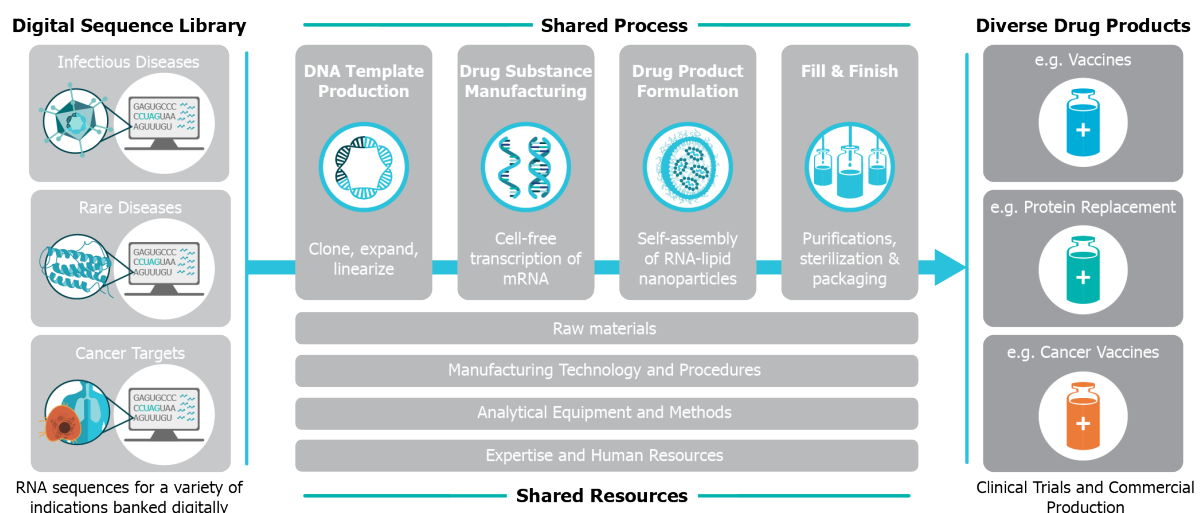 Digital Sequence Library
Infectious Diseases
GAGUGCCC
CCUAGUAA
AGUUUGU
Rare Diseases
GAGUGCCC
CCUAGUAA
AGUUUGU
Cancer Targets
GAGUGCCC
CCUAGUAA
AGUUUGU
RNA sequences for a variety of
indications banked digitally
Shared Process
DNA Template
Production
Clone, expand,
linearize
Drug Substance
Manufacturing
Cell-free
transcription of
mRNA
Drug Product
Formulation
Self-assembly
of RNA-lipid
nanoparticles
Fill & Finish
Purifications,
sterilization &
packaging
Raw materials
Manufacturing Technology and Procedures
Analytical Equipment and Methods
Expertise and Human Resources
Shared Resources
Diverse Drug Products
e.g. Vaccines
e.g. Protein Replacement
e.g. Cancer Vaccines
Clinical Trials and Commercial
Production